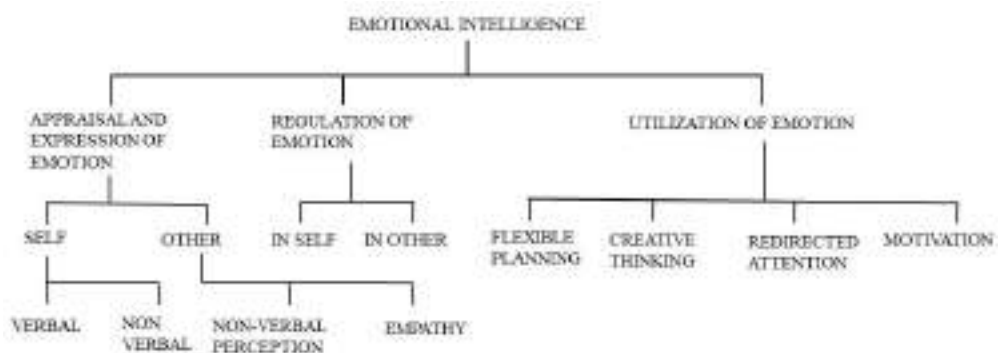 EMOTIONAL INTELLIGENCE
APPRAISAL AND
EXPRESSION OF
EMOTION
REGULATION OF
EMOTION
UTILIZATION OF EMOTION
SELF
OTHER
IN SELF
IN OTHER
FLEXIBLE
PLANNING
CREATIVE
THINKING
REDIRECTED
ATTENTION
MOTIVATION
VERBAL
NON
VERBAL
NON-VERBAL
PERCEPTION
EMPATHY